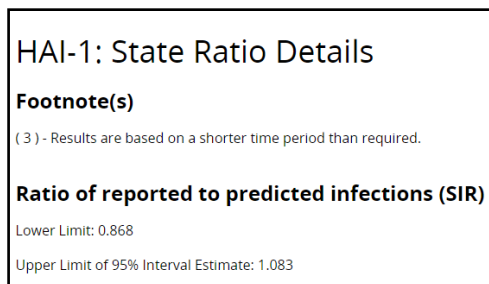 HAI-1: State Ratio Details
Footnote(s)
( 3 ) - Results are based on a shorter time period than required.
Ratio of reported to predicted infections (SIR)
Lower Limit: 0.868
Upper Limit of 95% Interval Estimate: 1.083